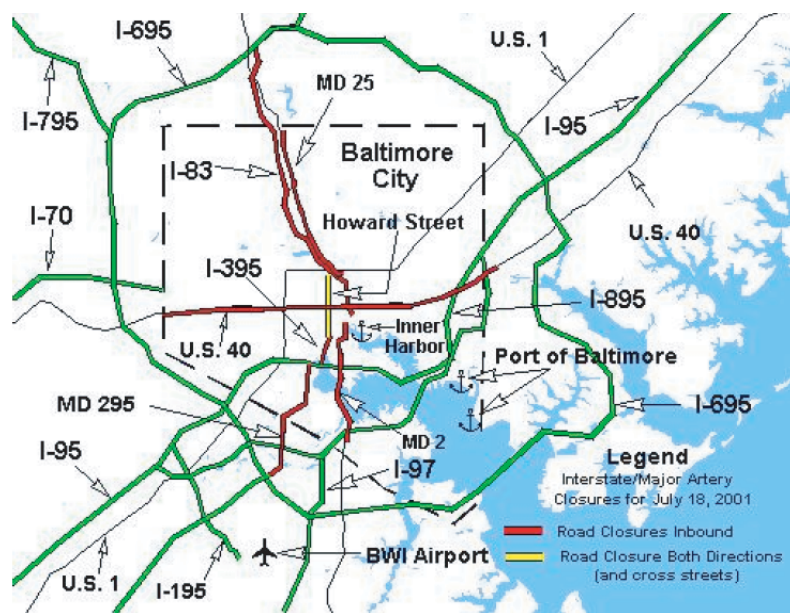 I-695
U.S. 1
MD 25
I-95
I-795
Baltimore
City
I-83
Howard Street
I-70
U.S. 40
I-395
I-895
Inner
Harbor
U.S. 40
Port of Baltimore
MD 295
I-695
MD 2
I-95
I-97
Legend
Interstate/Major Artery
Closures for July 18, 2001
Road Closures Inbound
BWI Airport
Road Closure Both Directions
(and cross streets)
U.S. 1
I-195